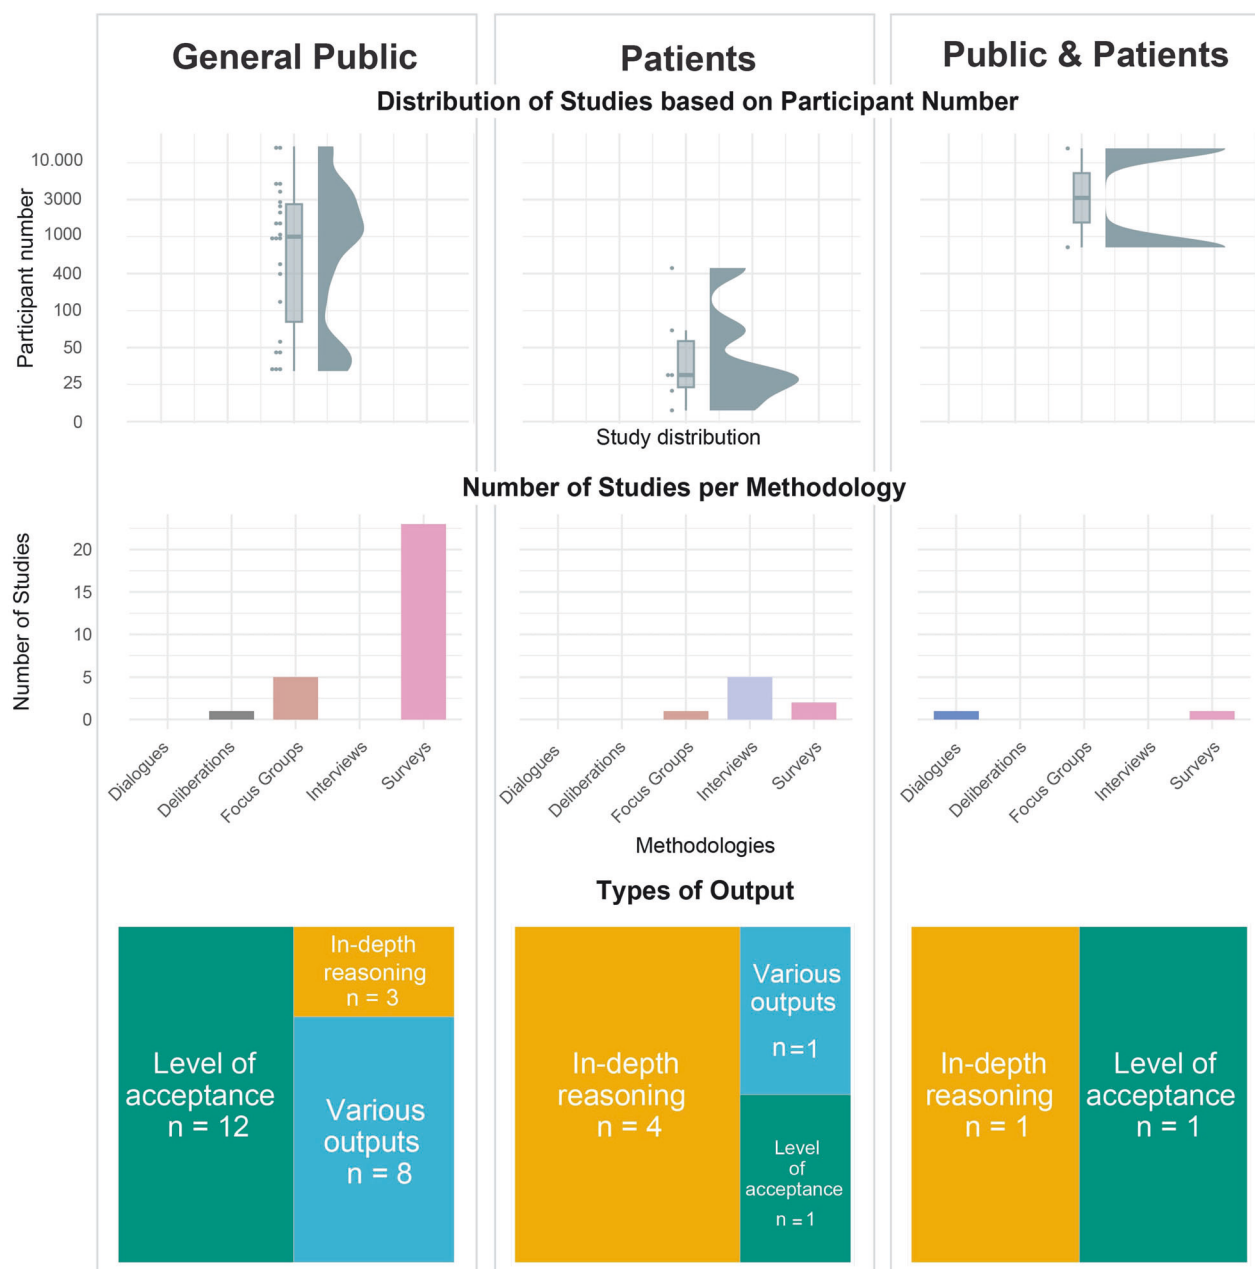 General Public
Patients
Public & Patients
Distribution of Studies based on Participant Number
Participant number
10.000
3000
1000
400
100
50
25
0
Study distribution
Number of Studies per Methodology
Number of Studies
20
15
10
5
0
Dialogues
Deliberations
Focus Groups
Interviews
Surveys
Dialogues
Deliberations
Focus Groups
Interviews
Surveys
Dialogues
Deliberations
Focus Groups
Interviews
Surveys
Methodologies
Types of Output
Level of
acceptance
n = 12
In-depth
reasoning
n = 3
Various
outputs
n = 8
In-depth
reasoning
n = 4
Various
outputs
n=1
Level
of
acceptance
n = 1
In-depth
reasoning
n = 1
Level of
acceptance
n = 1